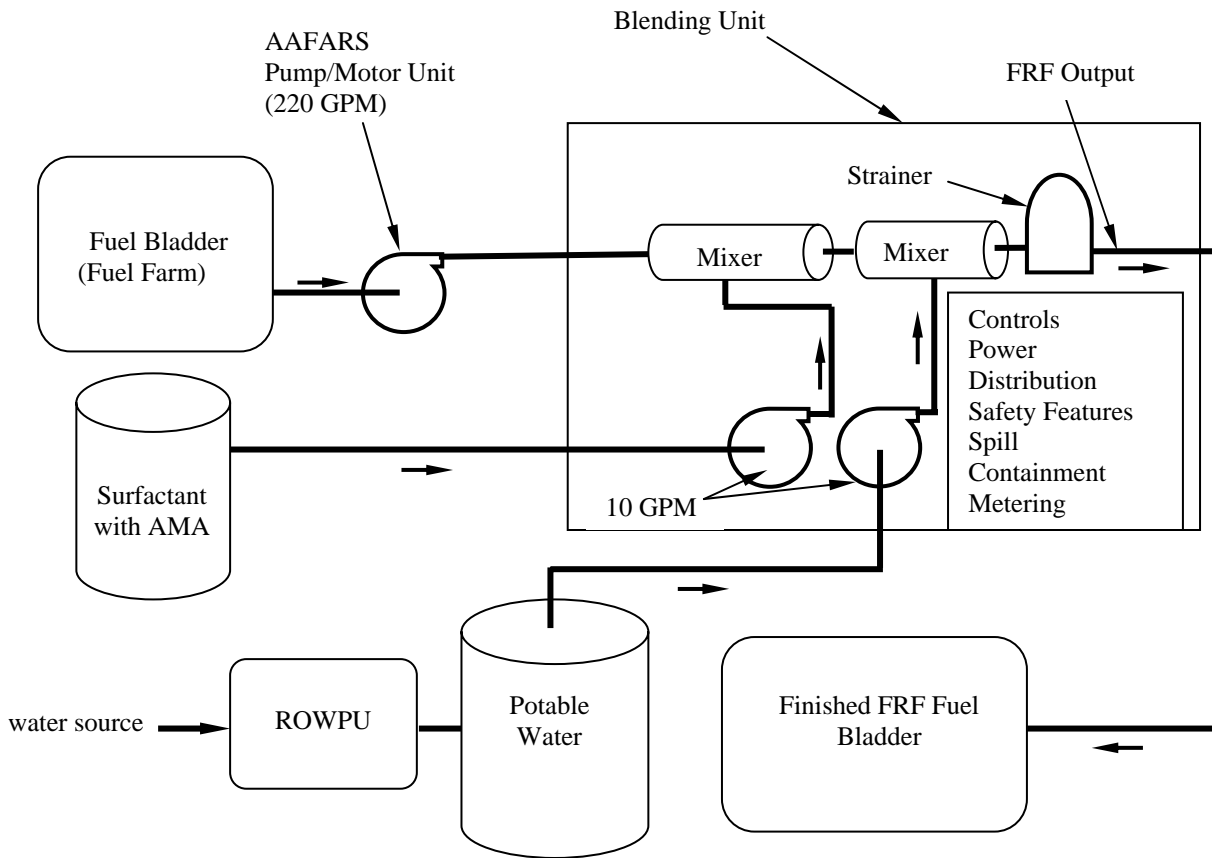 Blending Unit
AAFARS
Pump/Motor Unit
(220 GPM)
FRF Output
Strainer
Fuel Bladder
(Fuel Farm)
Mixer
Mixer
Controls
Power
Distribution
Safety Features
Spill
Containment
Metering
Surfactant
with AMA
10 GPM
water source
ROWPU
Potable
Water
Finished FRF Fuel
Bladder